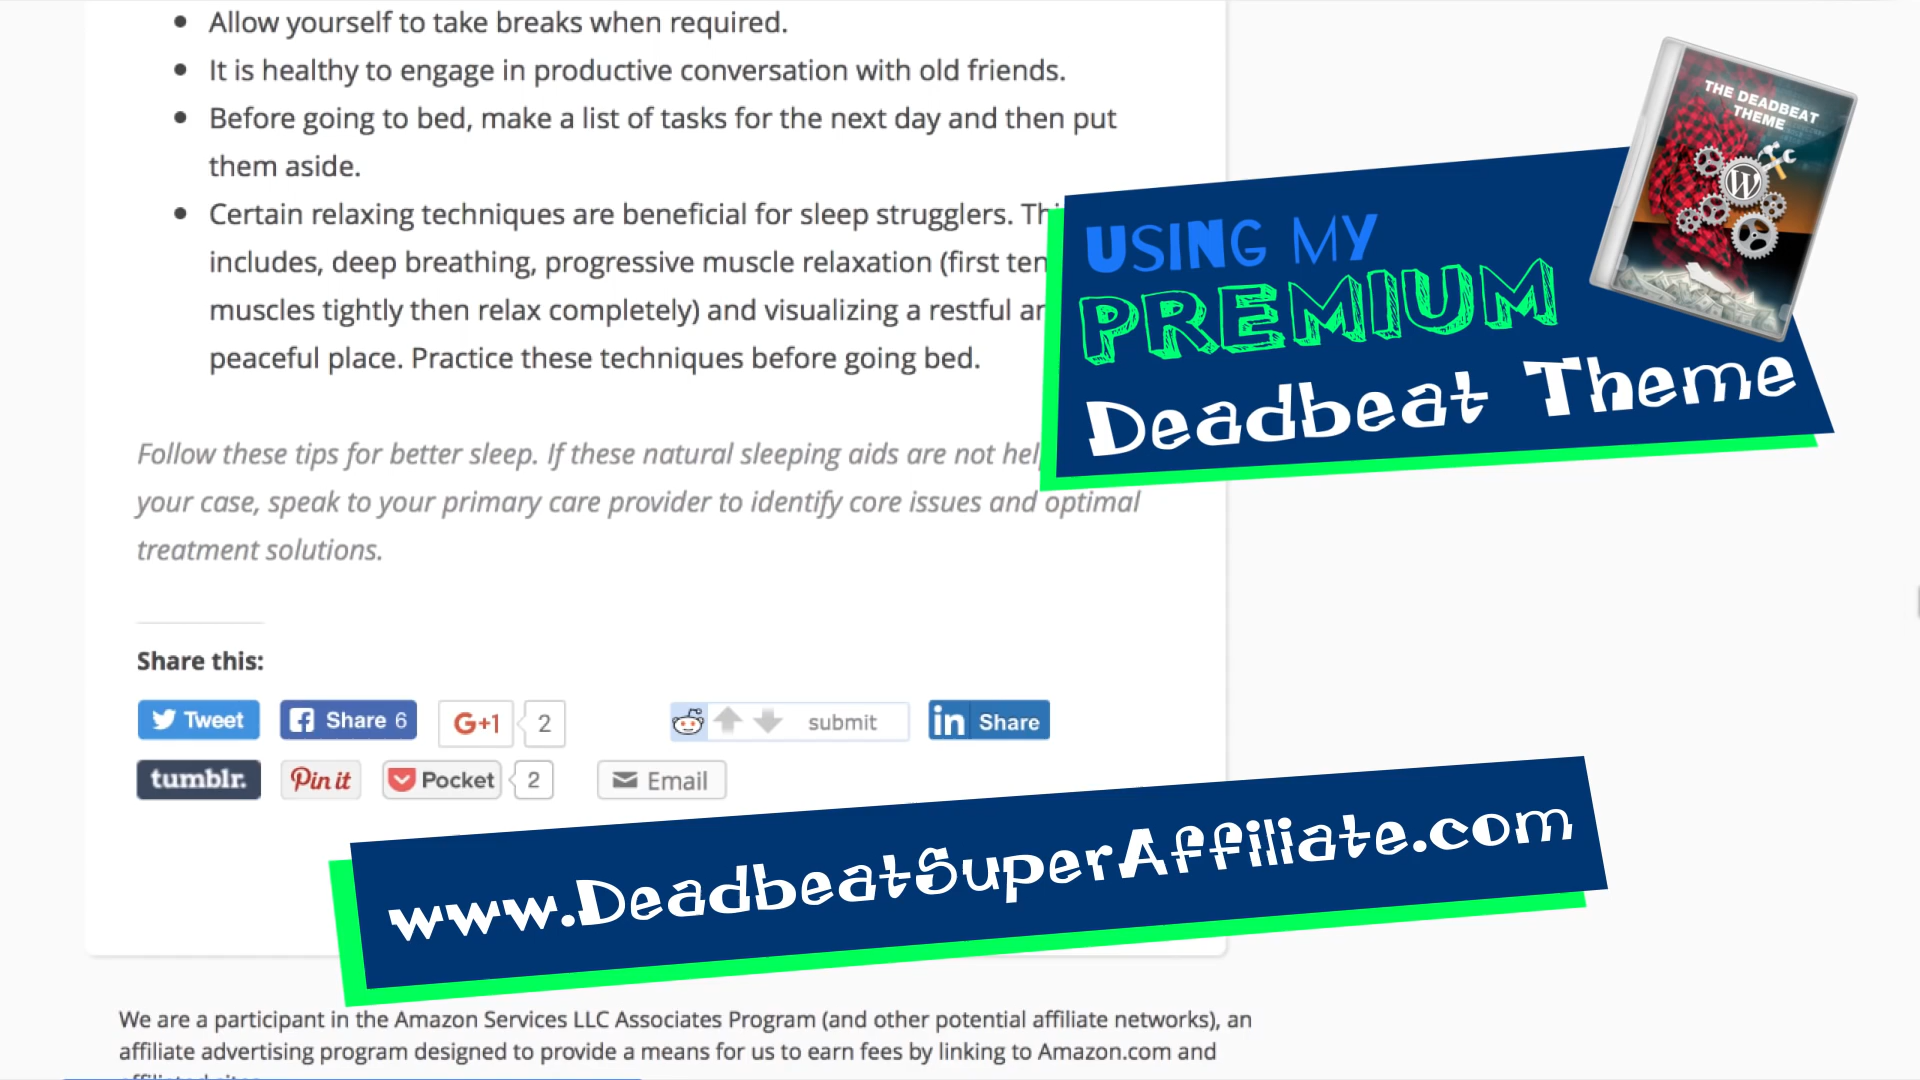 Allow yourself to take breaks when required.
It is healthy to engage in productive conversation with old friends.
Before going to bed, make a list of tasks for the next day and then put
them aside.
Certain relaxing techniques are beneficial for sleep strugglers.
includes, deep breathing, progressive muscle relaxation (first
muscles tightly then relax completely) and visualizing a restful
peaceful place. Practice these techniques before going bed.
THE DEADBEAT
THEME
USING MY
PREMIUM
Deadbeat Theme
Follow these tips for better sleep. If these natural sleeping aids are not
your case, speak to your primary care provider to identify core issues and optimal
treatment solutions.
Share this:
Tweet Share 6 G+1 2 submit in Share
tumblr. Pin it Pocket 2 Email
www.DeadbeatSuperAffiliate.com
We are a participant in the Amazon Services LLC Associates Program (and other potential affiliate networks), an
affiliate advertising program designed to provide a means for us to earn fees by linking to Amazon.com and